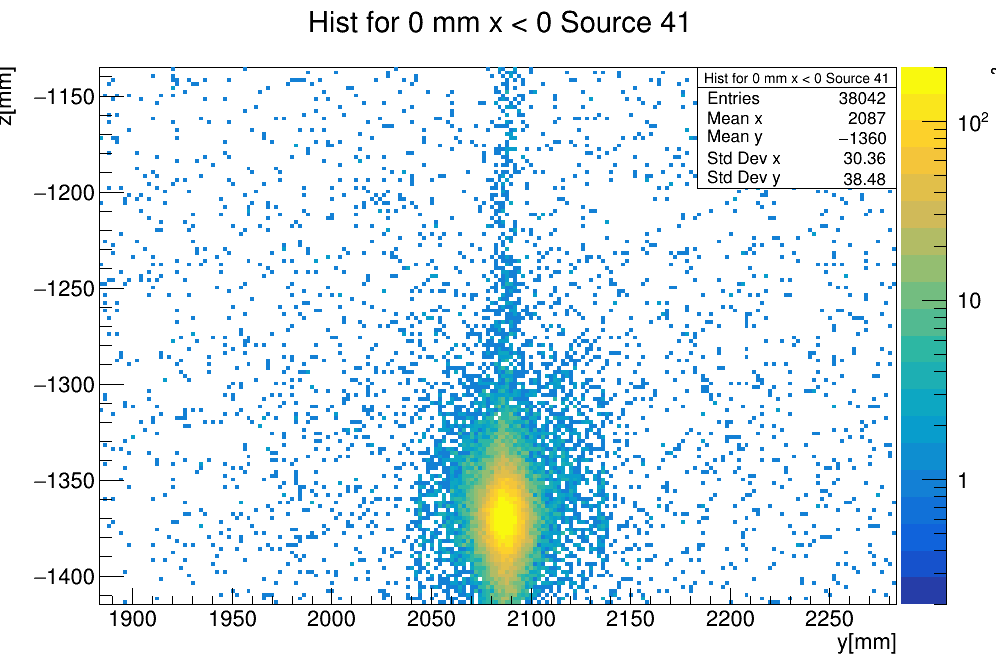 Hist for 0 mm x < 0 Source 41
z[mm]
−1150
−1200
−1250
−1300
−1350
−1400
Hist for 0 mm x < 0 Source 41
Entries 38042
Mean x 2087
Mean y −1360
Std Dev x 30.36
Std Dev y 38.48
10²
10
1
1900 1950 2000 2050 2100 2150 2200 2250
y[mm]